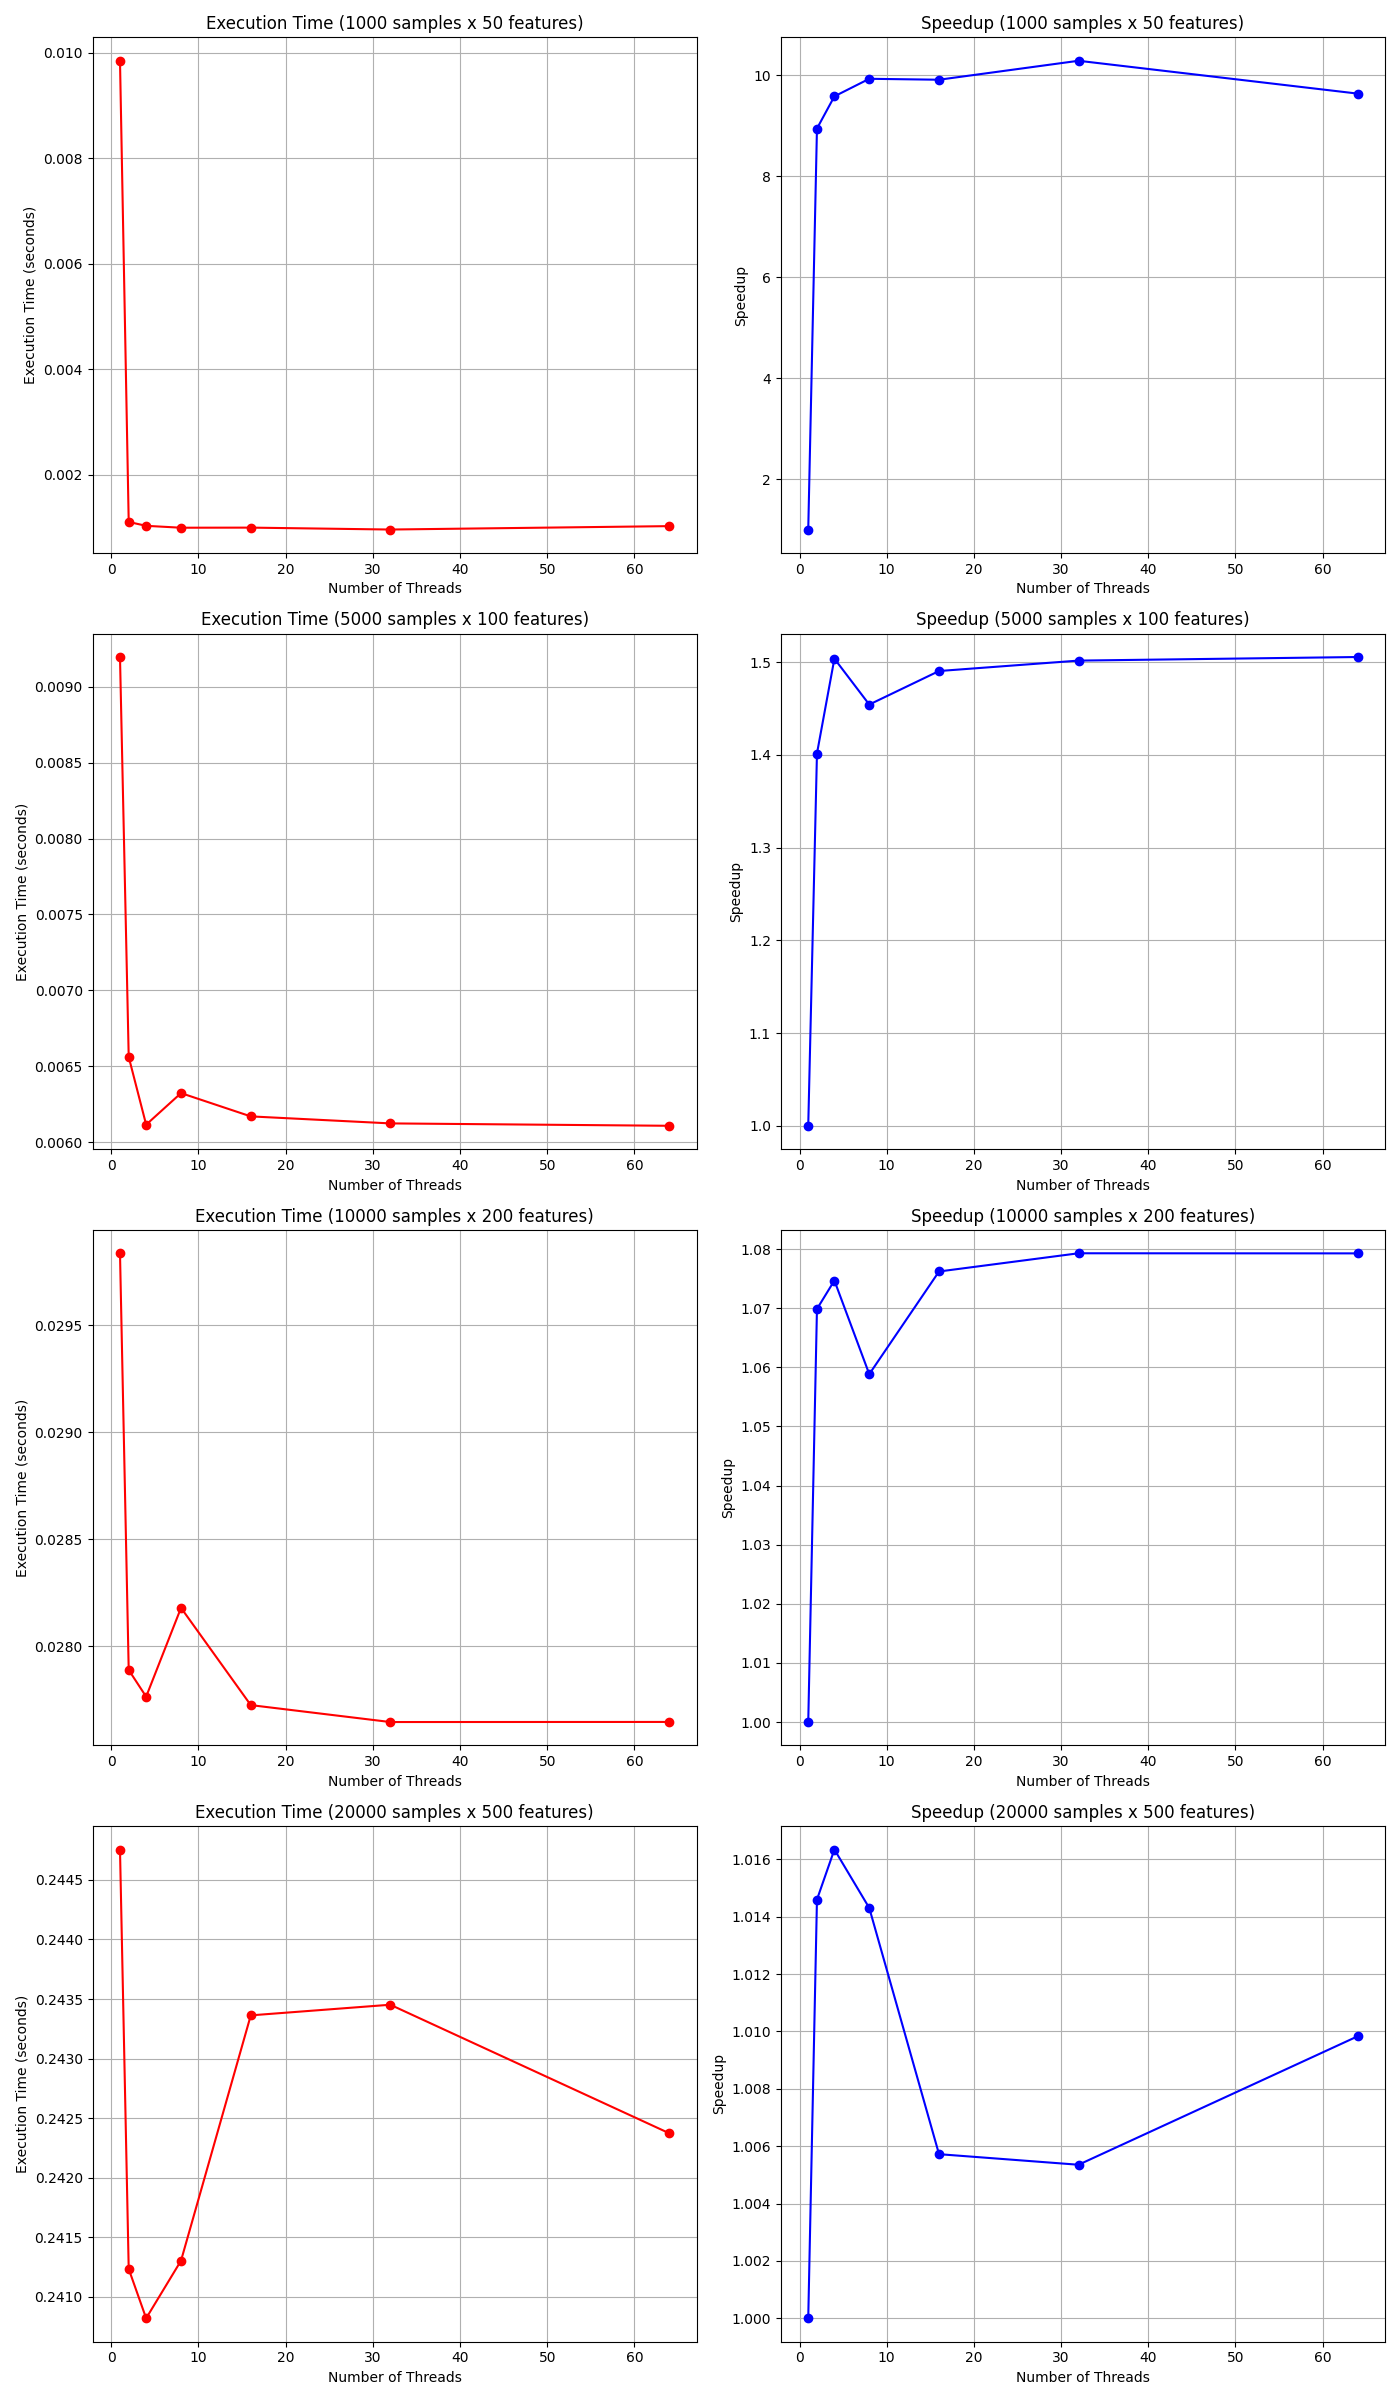 Execution Time (1000 samples x 50 features)
Execution Time (seconds)
0.010
0.008
0.006
0.004
0.002
0 10 20 30 40 50 60
Number of Threads
Speedup (1000 samples x 50 features)
Speedup
10
8
6
4
2
0 10 20 30 40 50 60
Number of Threads
Execution Time (5000 samples x 100 features)
Execution Time (seconds)
0.0090
0.0085
0.0080
0.0075
0.0070
0.0065
0.0060
0 10 20 30 40 50 60
Number of Threads
Speedup (5000 samples x 100 features)
Speedup
1.5
1.4
1.3
1.2
1.1
1.0
0 10 20 30 40 50 60
Number of Threads
Execution Time (10000 samples x 200 features)
Execution Time (seconds)
0.0295
0.0290
0.0285
0.0280
0 10 20 30 40 50 60
Number of Threads
Speedup (10000 samples x 200 features)
Speedup
1.08
1.07
1.06
1.05
1.04
1.03
1.02
1.01
1.00
0 10 20 30 40 50 60
Number of Threads
Execution Time (20000 samples x 500 features)
Execution Time (seconds)
0.2445
0.2440
0.2435
0.2430
0.2425
0.2420
0.2415
0.2410
0 10 20 30 40 50 60
Number of Threads
Speedup (20000 samples x 500 features)
Speedup
1.016
1.014
1.012
1.010
1.008
1.006
1.004
1.002
1.000
0 10 20 30 40 50 60
Number of Threads